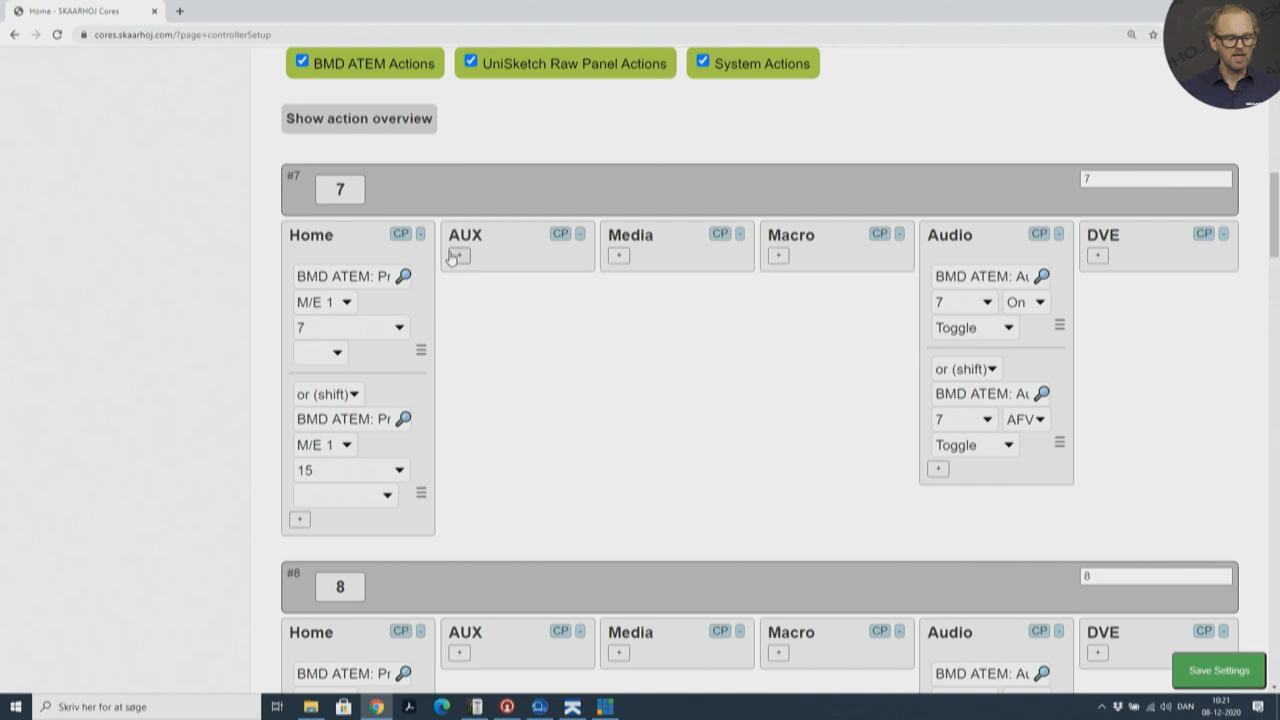 Home - SKAARHOJ Cores
cores.skaarhoj.com/?page=controllerSetup
BMD ATEM Actions UniSketch Raw Panel Actions System Actions
Show action overview
#7 7 7
Home CP - AUX CP - Media CP - Macro CP - Audio CP - DVE CP -
+ + + +
BMD ATEM: Pr BMD ATEM: Au
M/E 1 7 On
7 Toggle
or (shift)
or (shift) BMD ATEM: Au
BMD ATEM: Pr 7 AFV
M/E 1 Toggle
15 +
+
#8 8 8
Home CP - AUX CP - Media CP - Macro CP - Audio CP - DVE CP -
+ + + +
BMD ATEM: Pr BMD ATEM: Au
Save Settings
Skriv her for at søge
DAN
10:21
08-12-2020